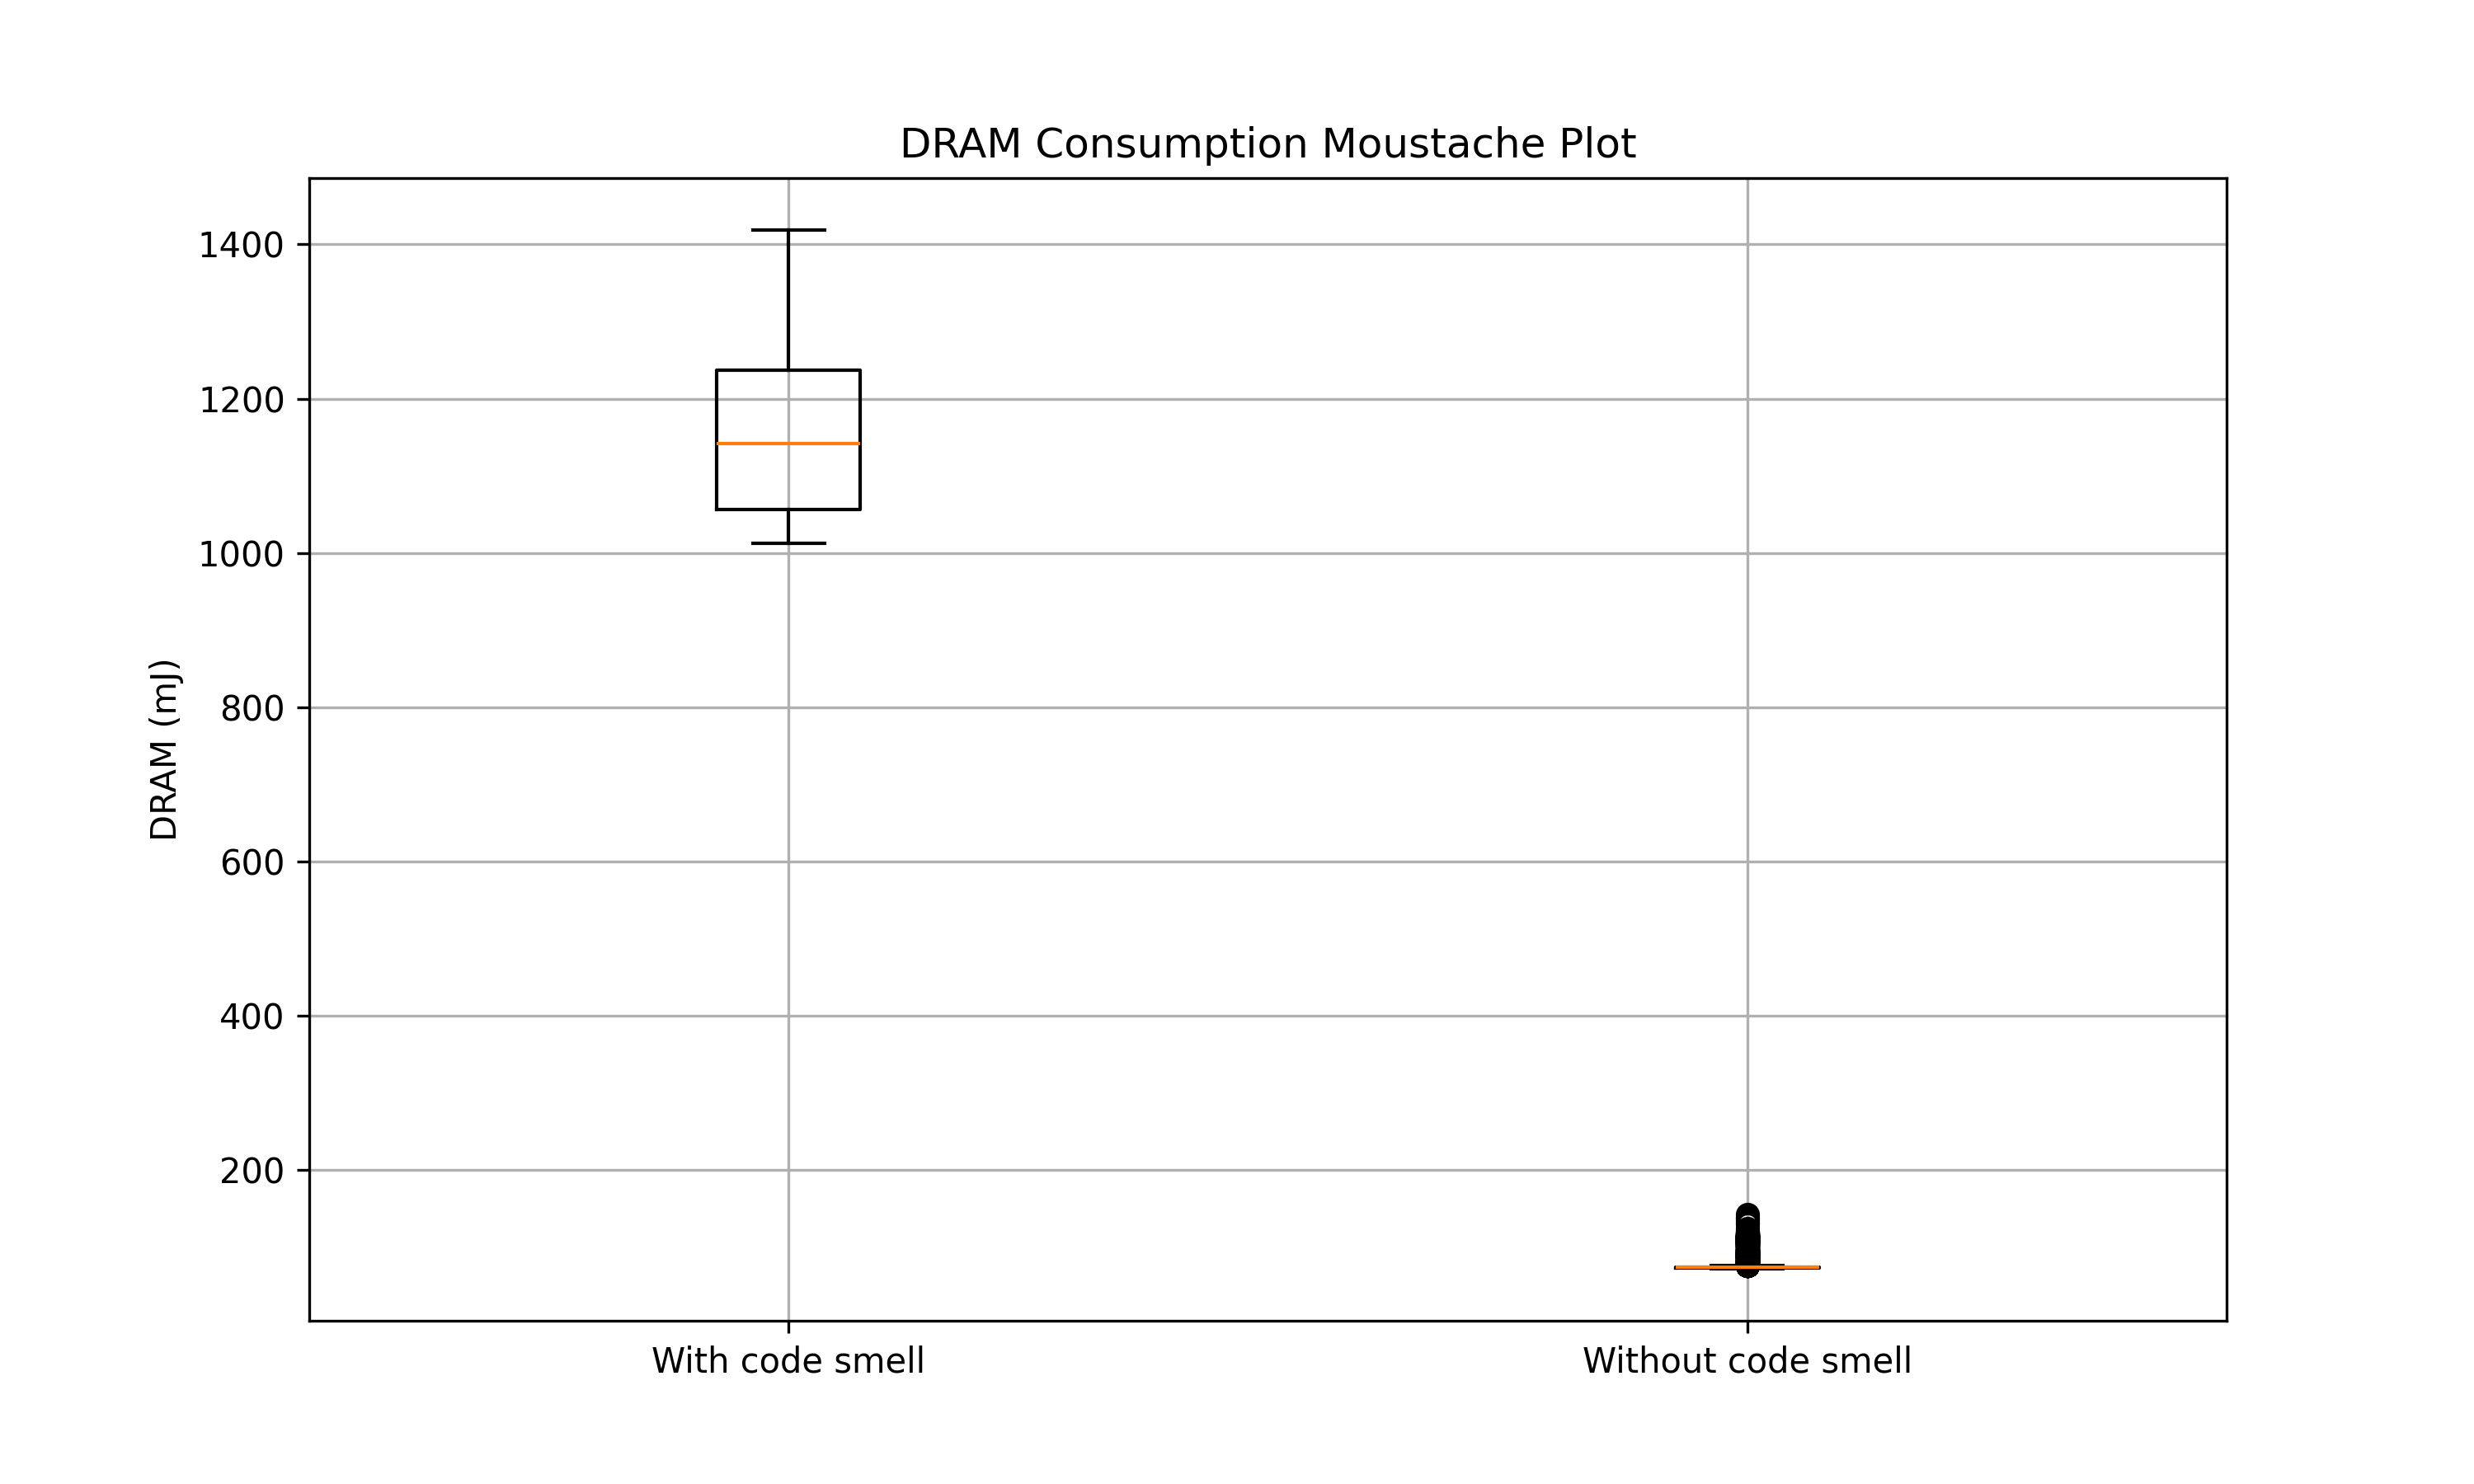 DRAM Consumption Moustache Plot
DRAM (mJ)
1400
1200
1000
800
600
400
200
With code smell
Without code smell